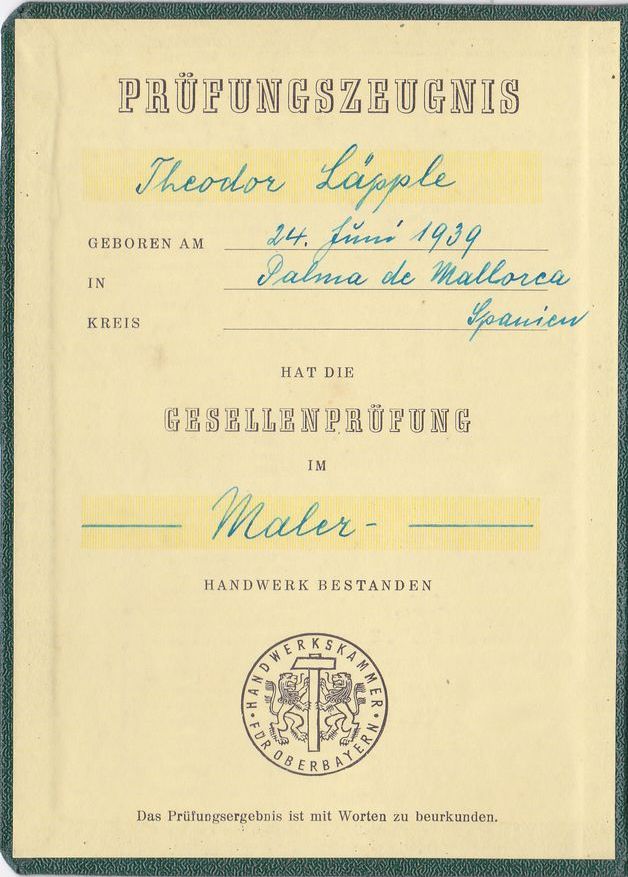 PRÜFUNGSZEUGNIS
Theodor Läpple
GEBOREN AM 24. Juni 1939
IN Palma de Mallorca
KREIS Spanien
HAT DIE
GESELLENPRÜFUNG
IM
Maler-
HANDWERK BESTANDEN
HANDWERKSKAMMER
FÜR OBERBAYERN
Das Prüfungsergebnis ist mit Worten zu beurkunden.